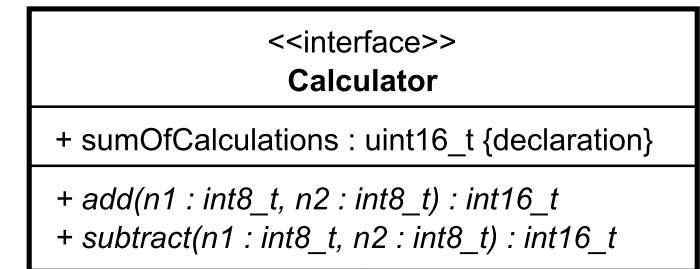 <<interface>>
Calculator
+ sumOfCalculations : uint16_t {declaration}
+ add(n1 : int8_t, n2 : int8_t) : int16_t
+ subtract(n1 : int8_t, n2 : int8_t) : int16_t